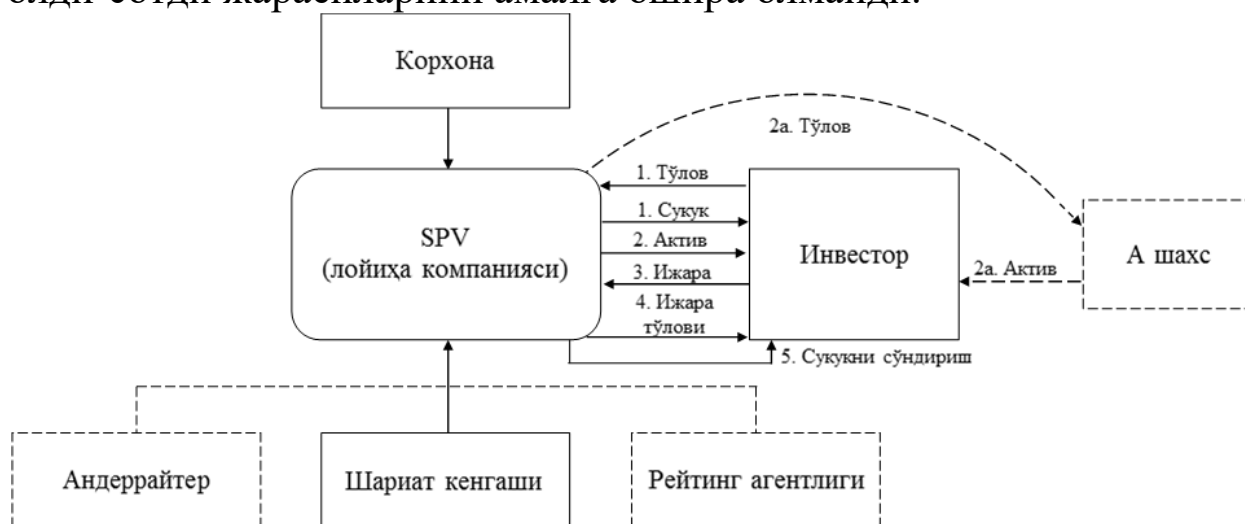 Корхона
2а. Тўлов
1. Тўлов
1. Сукук
2. Актив
3. Ижара
4. Ижара
тўлови
SPV
(лойиҳа компанияси)
Инвестор
2а. Актив
А шахс
5. Сукукни сўндириш
Андеррайтер
Шариат кенгаши
Рейтинг агентлиги